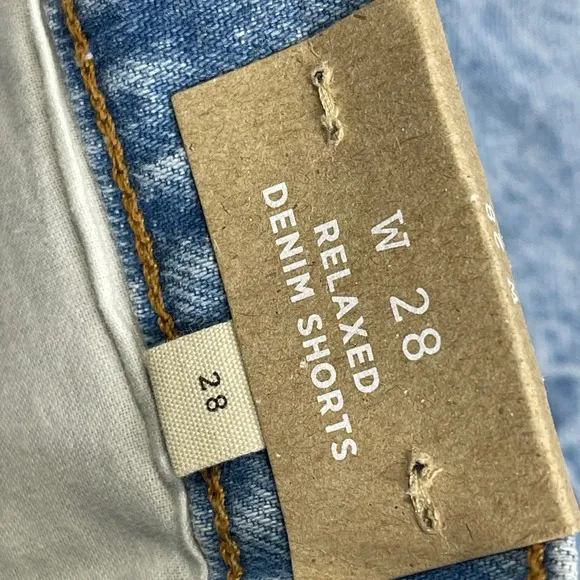 W 28
RELAXED
DENIM SHORTS
28